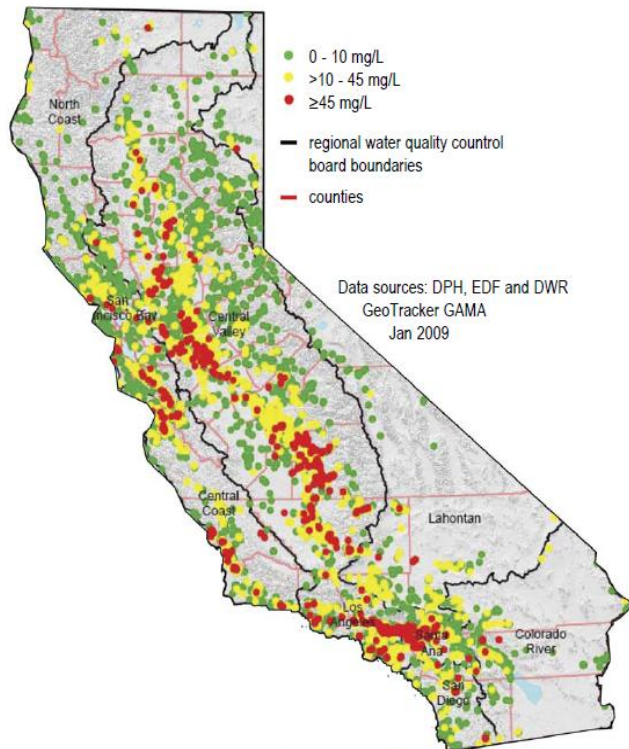 0 - 10 mg/L
>10 - 45 mg/L
≥45 mg/L
regional water quality countrol
board boundaries
counties
Data sources: DPH, EDF and DWR
GeoTracker GAMA
Jan 2009
North
Coast
San
ncisco Bay
Central
Valley
Central
Coast
Lahontan
Los
Angeles
Santa
Ana
Colorado
River
San
Diego